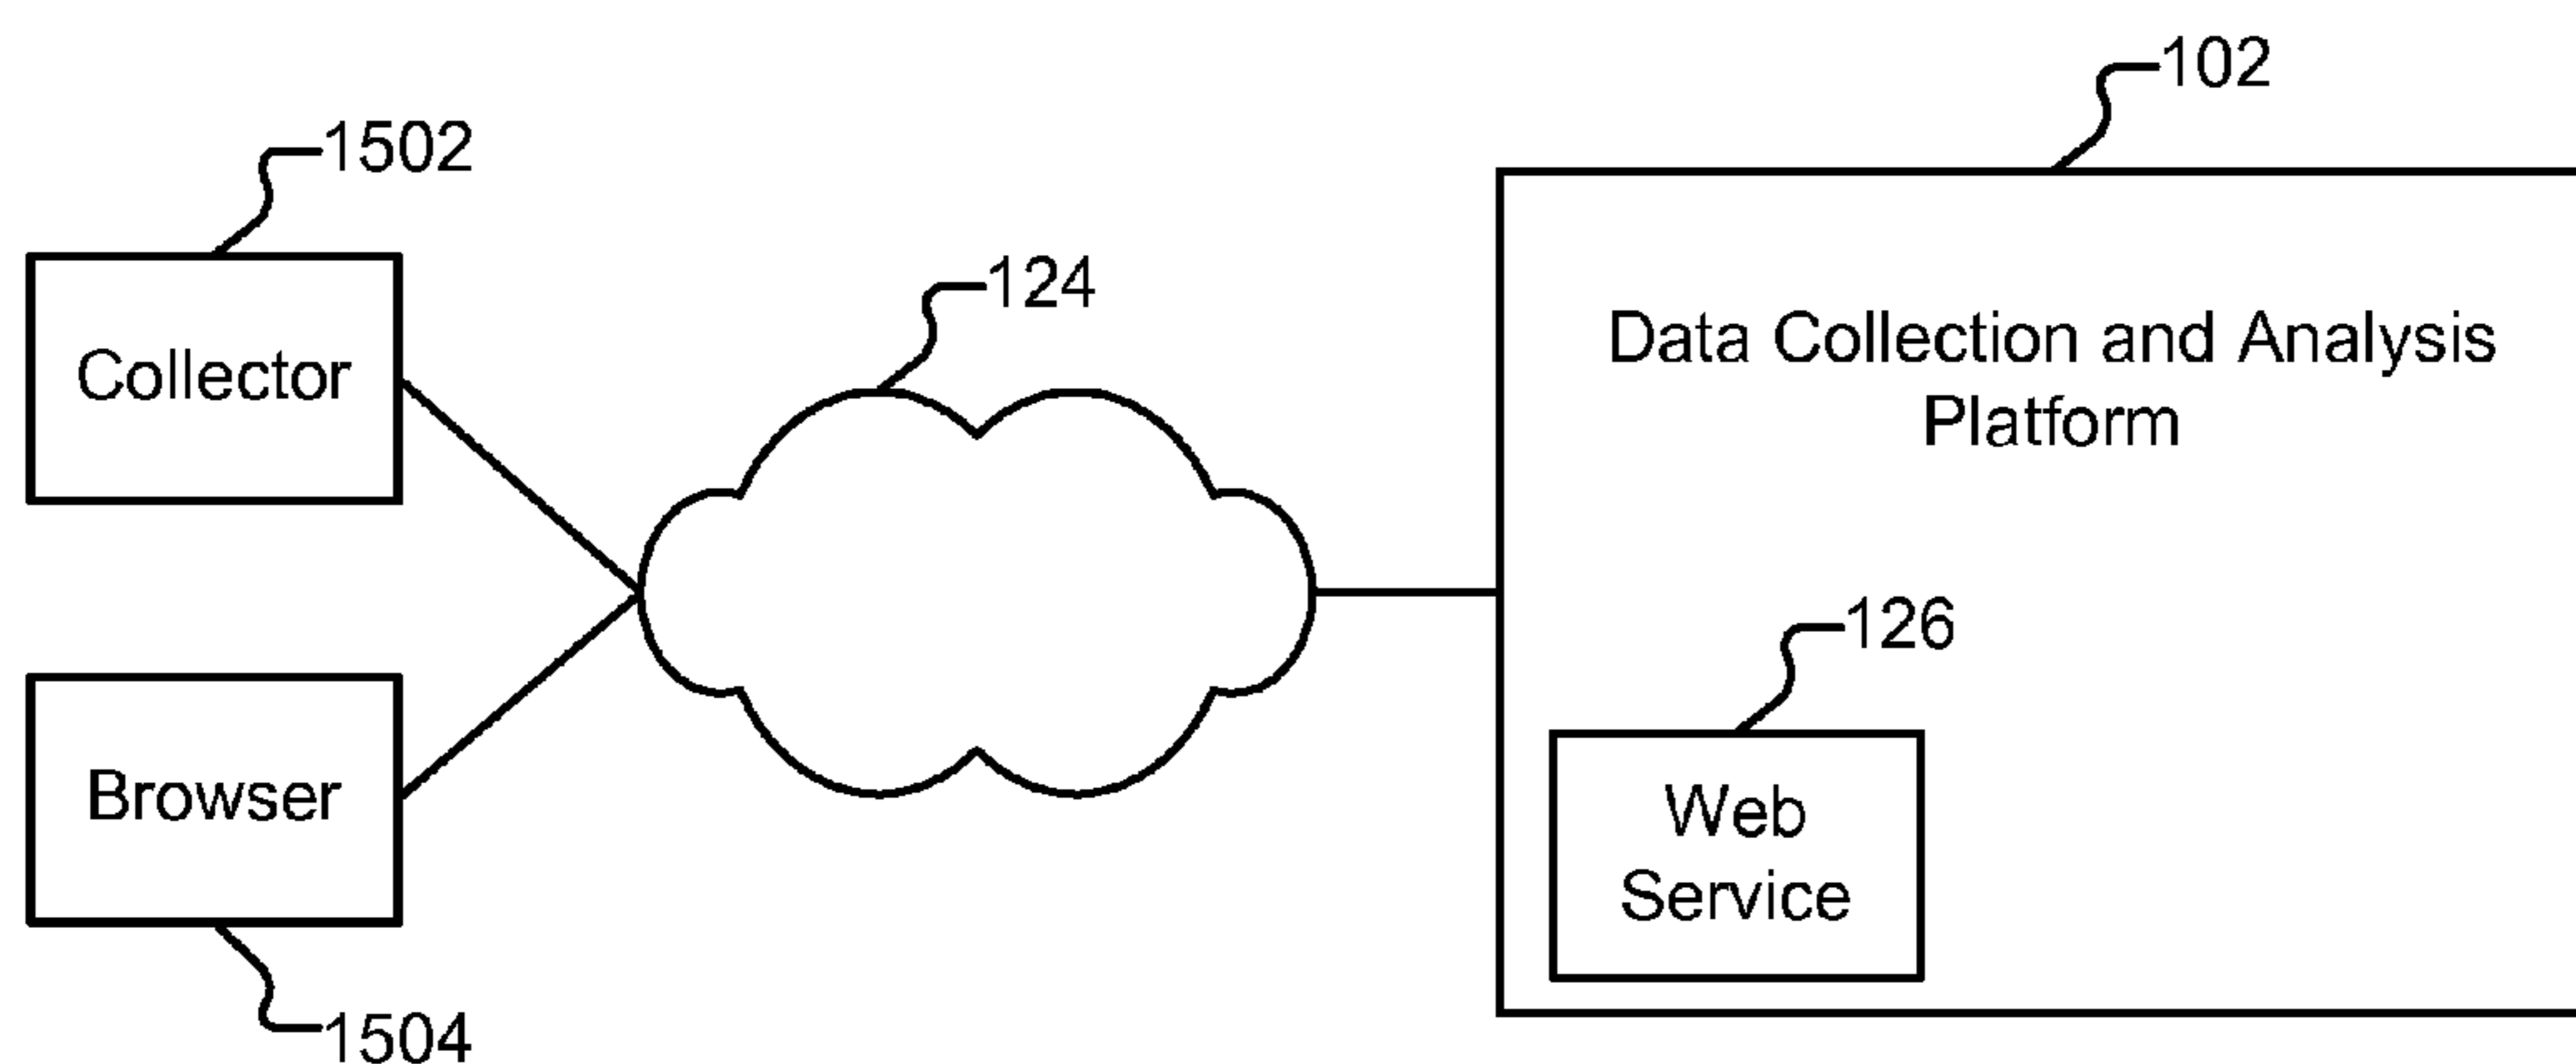 102
1502
124
Collector
Data Collection and Analysis
Platform
126
Browser
Web
Service
1504